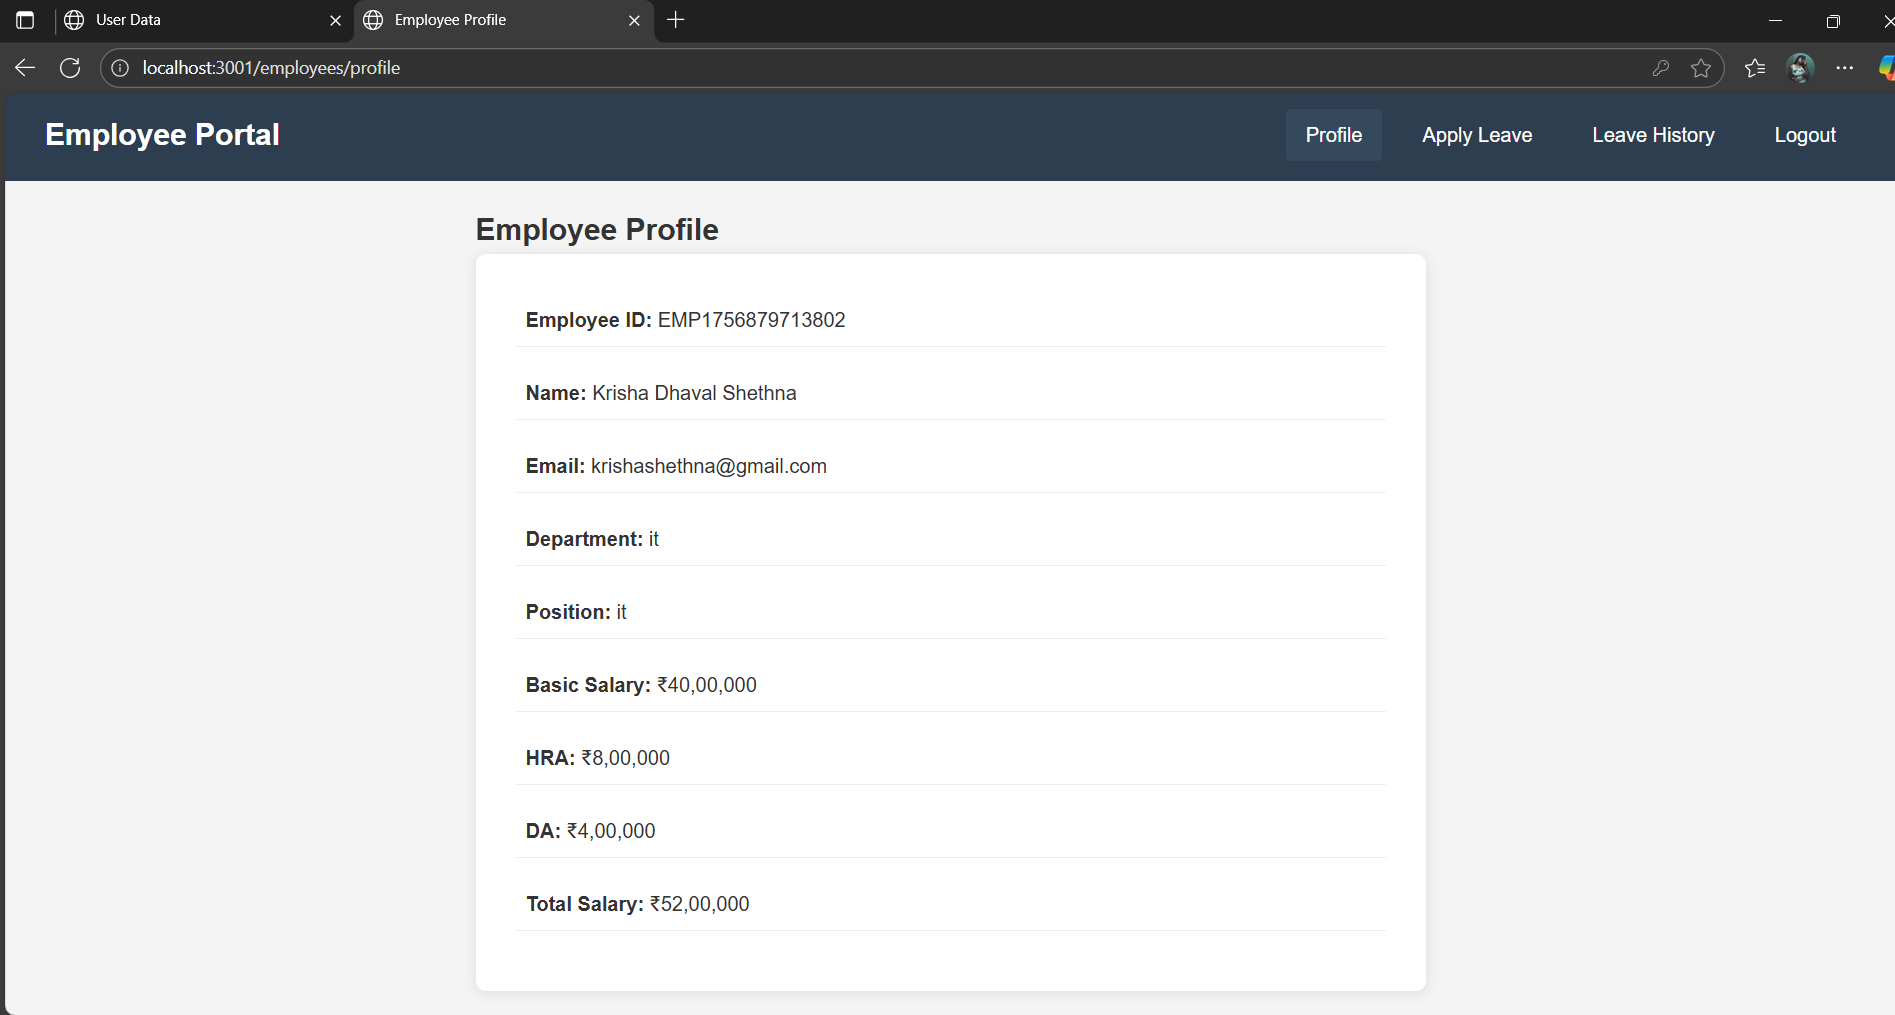 User Data
Employee Profile
localhost:3001/employees/profile
Employee Portal
Profile
Apply Leave
Leave History
Logout
Employee Profile
Employee ID: EMP1756879713802
Name: Krisha Dhaval Shethna
Email: krishashethna@gmail.com
Department: it
Position: it
Basic Salary: ₹40,00,000
HRA: ₹8,00,000
DA: ₹4,00,000
Total Salary: ₹52,00,000